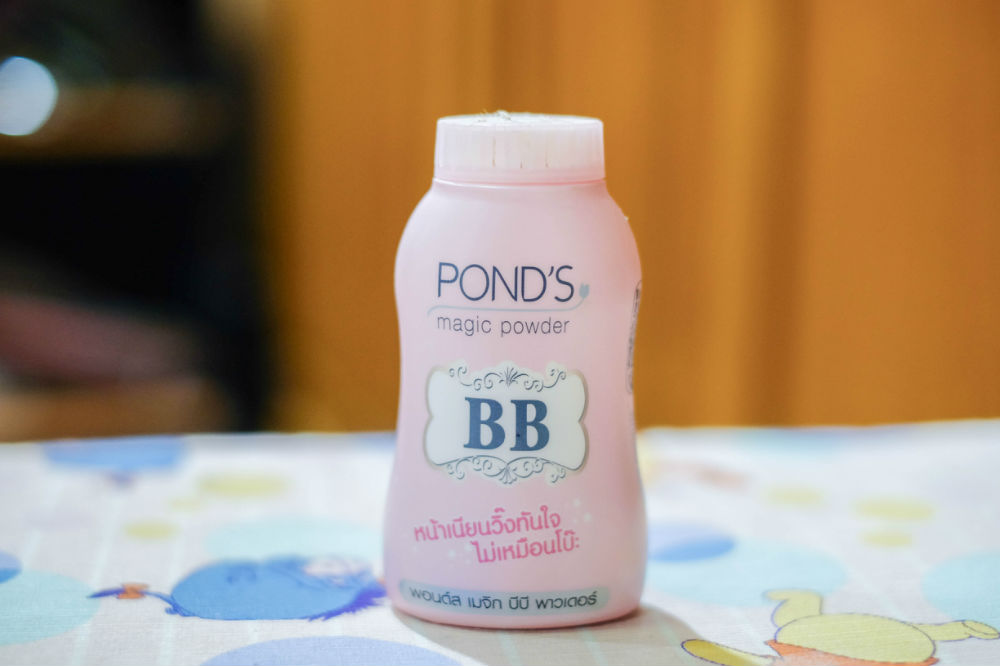 POND'S
magic powder
BB
หน้าเนียนวิ๊งทันใจ
ไม่เหมือนโบ๊ะ
พอนด์ส เมจิก บีบี พาวเดอร์